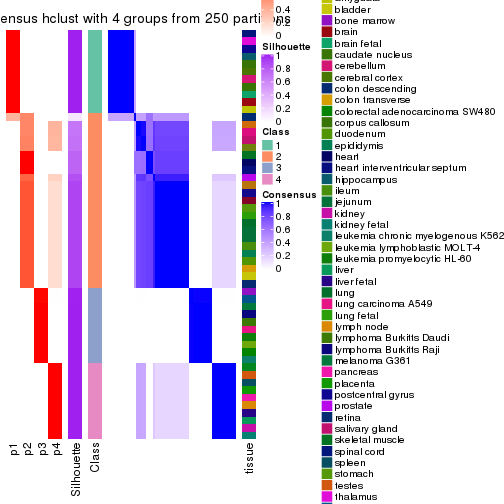 ensus hclust with 4 groups from 250 partitions
0.4
0.2
0
Silhouette
1
0.8
0.6
0.4
0.2
0
Class
1
2
3
4
Consensus
1
0.8
0.6
0.4
0.2
0
bladder
bone marrow
brain
brain fetal
caudate nucleus
cerebellum
cerebral cortex
colon descending
colon transverse
colorectal adenocarcinoma SW480
corpus callosum
duodenum
epididymis
heart
heart interventricular septum
hippocampus
ileum
jejunum
kidney
kidney fetal
leukemia chronic myelogenous K562
leukemia lymphoblastic MOLT-4
leukemia promyelocytic HL-60
liver
liver fetal
lung
lung carcinoma A549
lung fetal
lymph node
lymphoma Burkitts Daudi
lymphoma Burkitts Raji
melanoma G361
pancreas
placenta
postcentral gyrus
prostate
retina
salivary gland
skeletal muscle
spinal cord
spleen
stomach
testes
thalamus
p1
p2
p3
p4
Silhouette
Class
tissue